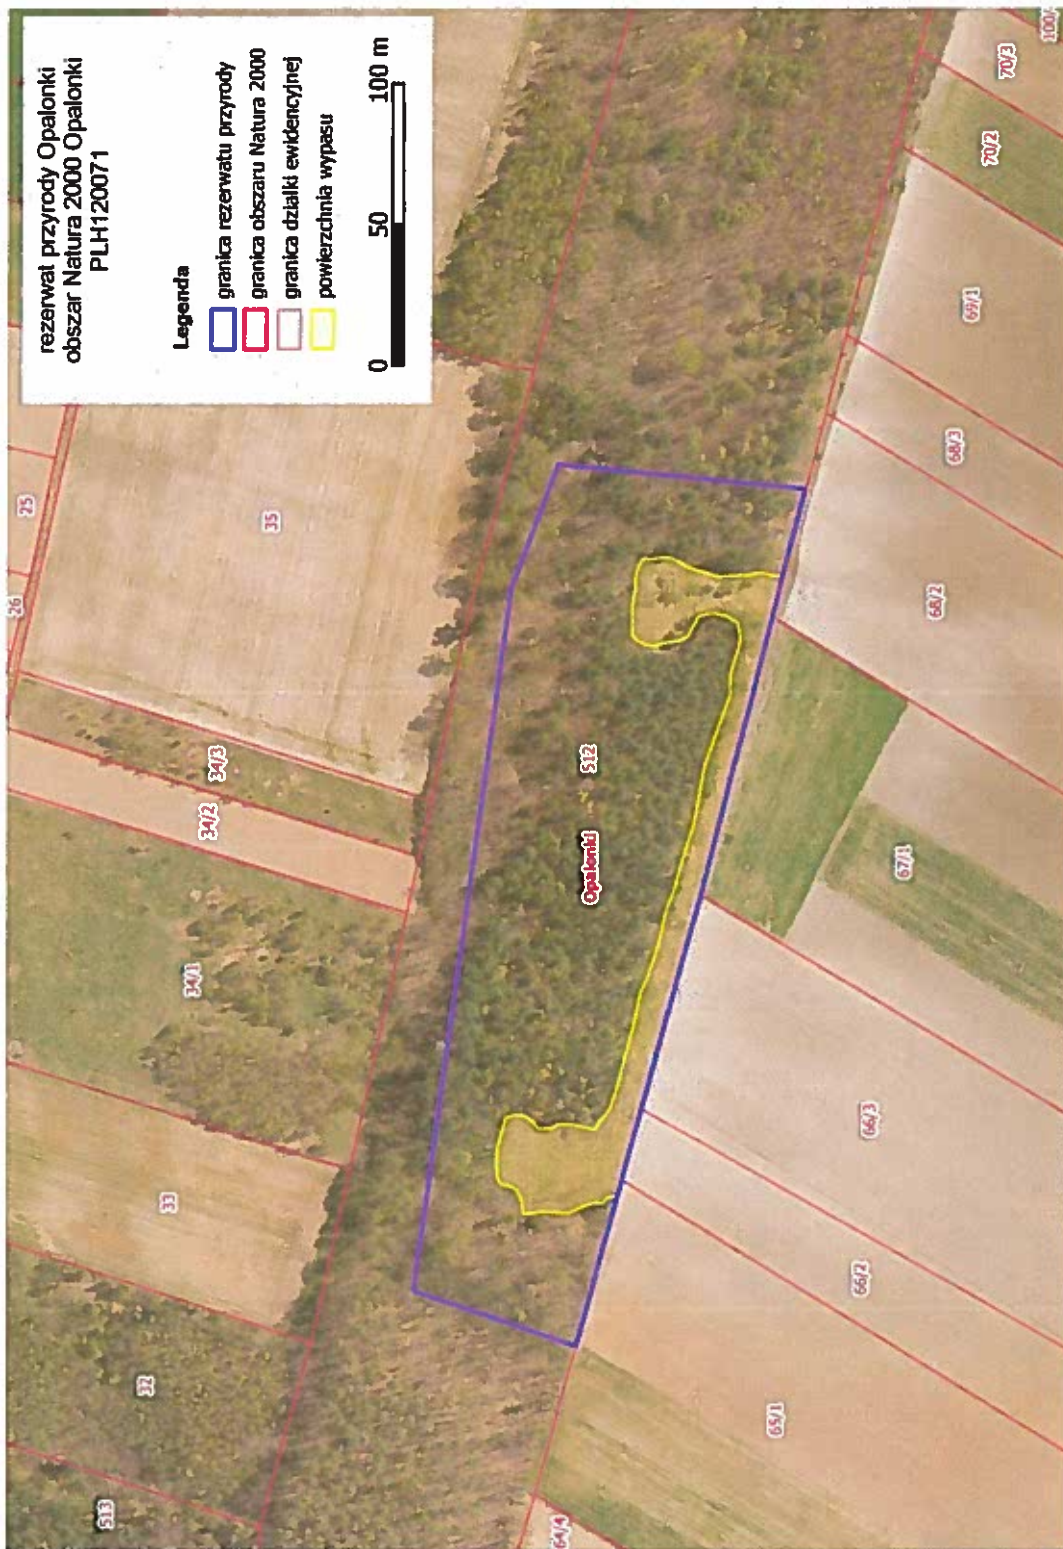 rezerwat przyrody Opalonki
obszar Natura 2000 Opalonki
PLH120071
Legenda
granica rezerwatu przyrody
granica obszaru Natura 2000
granica działki ewidencyjnej
powierzchnia wypasu
0 50 100 m
513
32
33
34/1
34/2
34/3
35
26
25
Opalonki
512
64/4
65/1
66/2
66/3
67/1
68/2
68/3
69/1
70/2
70/3